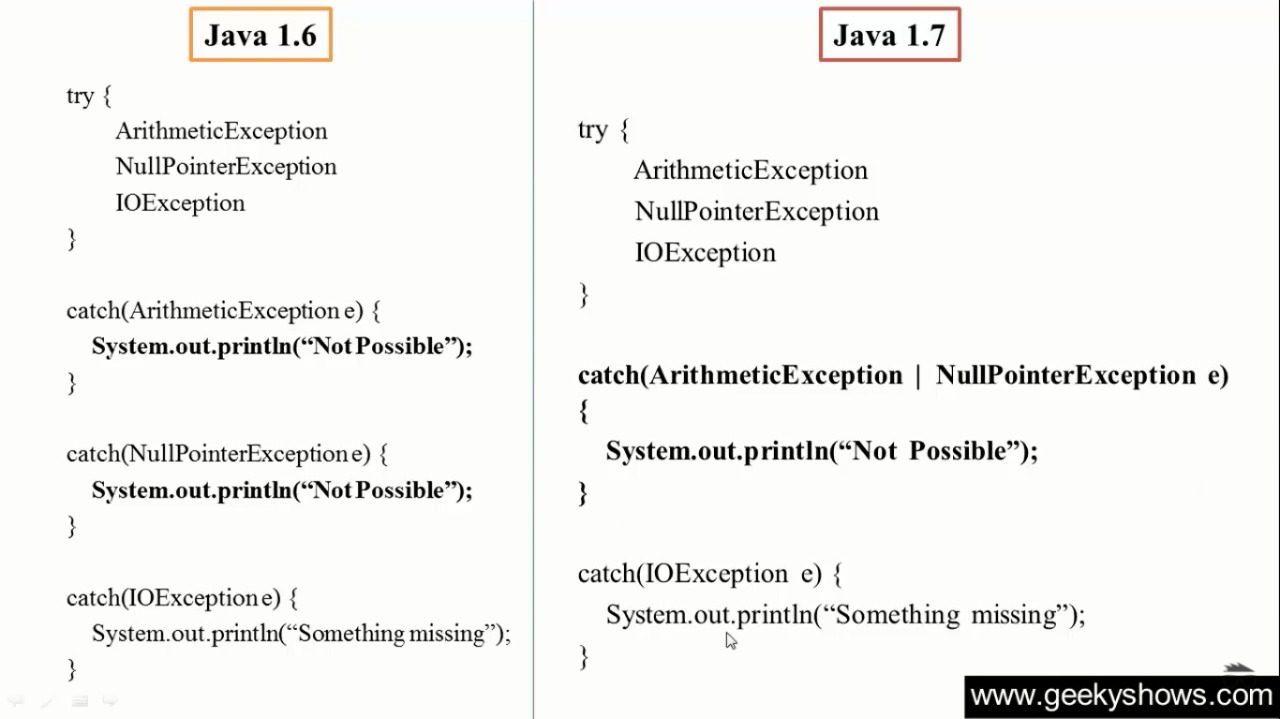 Java 1.6
try {
ArithmeticException
NullPointerException
IOException
}
catch(ArithmeticException e) {
System.out.println(“Not Possible”);
}
catch(NullPointerException e) {
System.out.println(“Not Possible”);
}
catch(IOException e) {
System.out.println(“Something missing”);
}
Java 1.7
try {
ArithmeticException
NullPointerException
IOException
}
catch(ArithmeticException | NullPointerException e)
{
System.out.println(“Not Possible”);
}
catch(IOException e) {
System.out.println(“Something missing”);
}
www.geekyshows.com